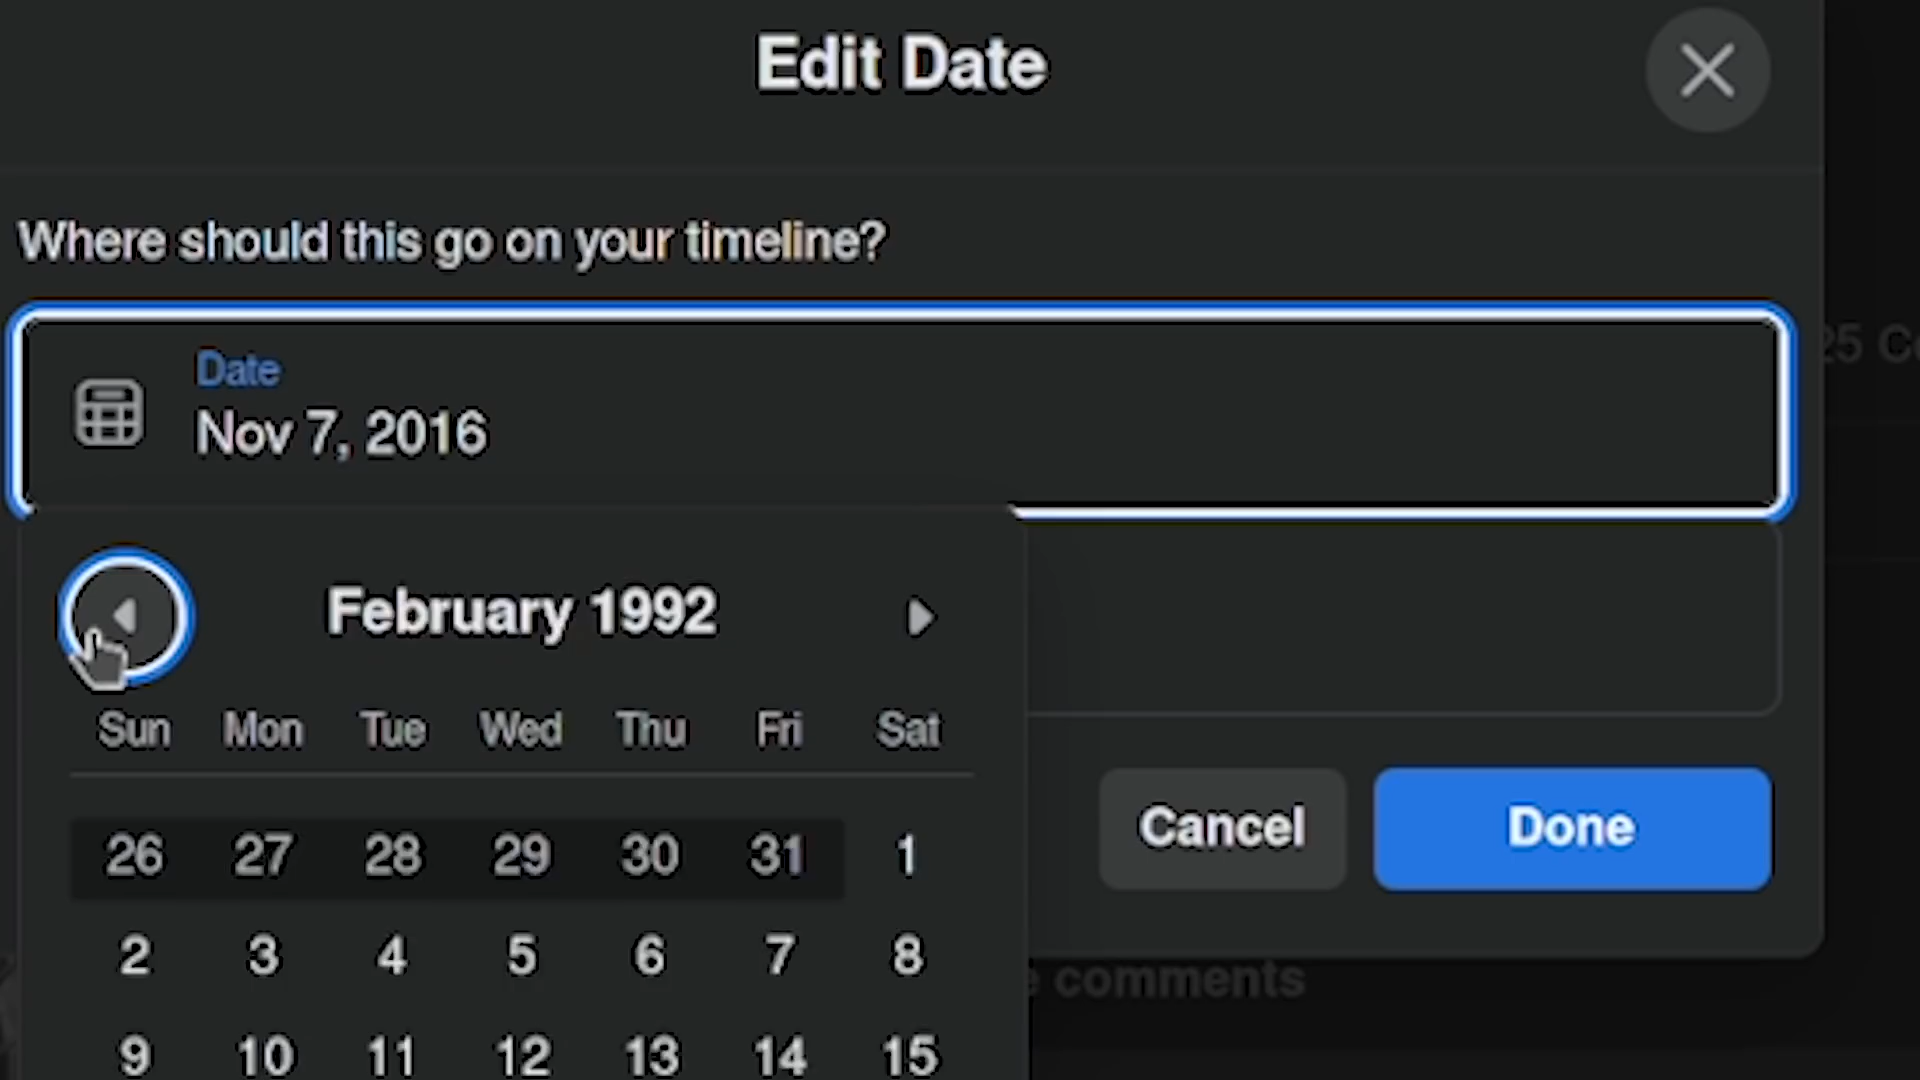 Edit Date
Where should this go on your timeline?
Date
Nov 7, 2016
February 1992
Sun Mon Tue Wed Thu Fri Sat
26 27 28 29 30 31 1
2 3 4 5 6 7 8
9 10 11 12 13 14 15
Cancel Done
25
comments